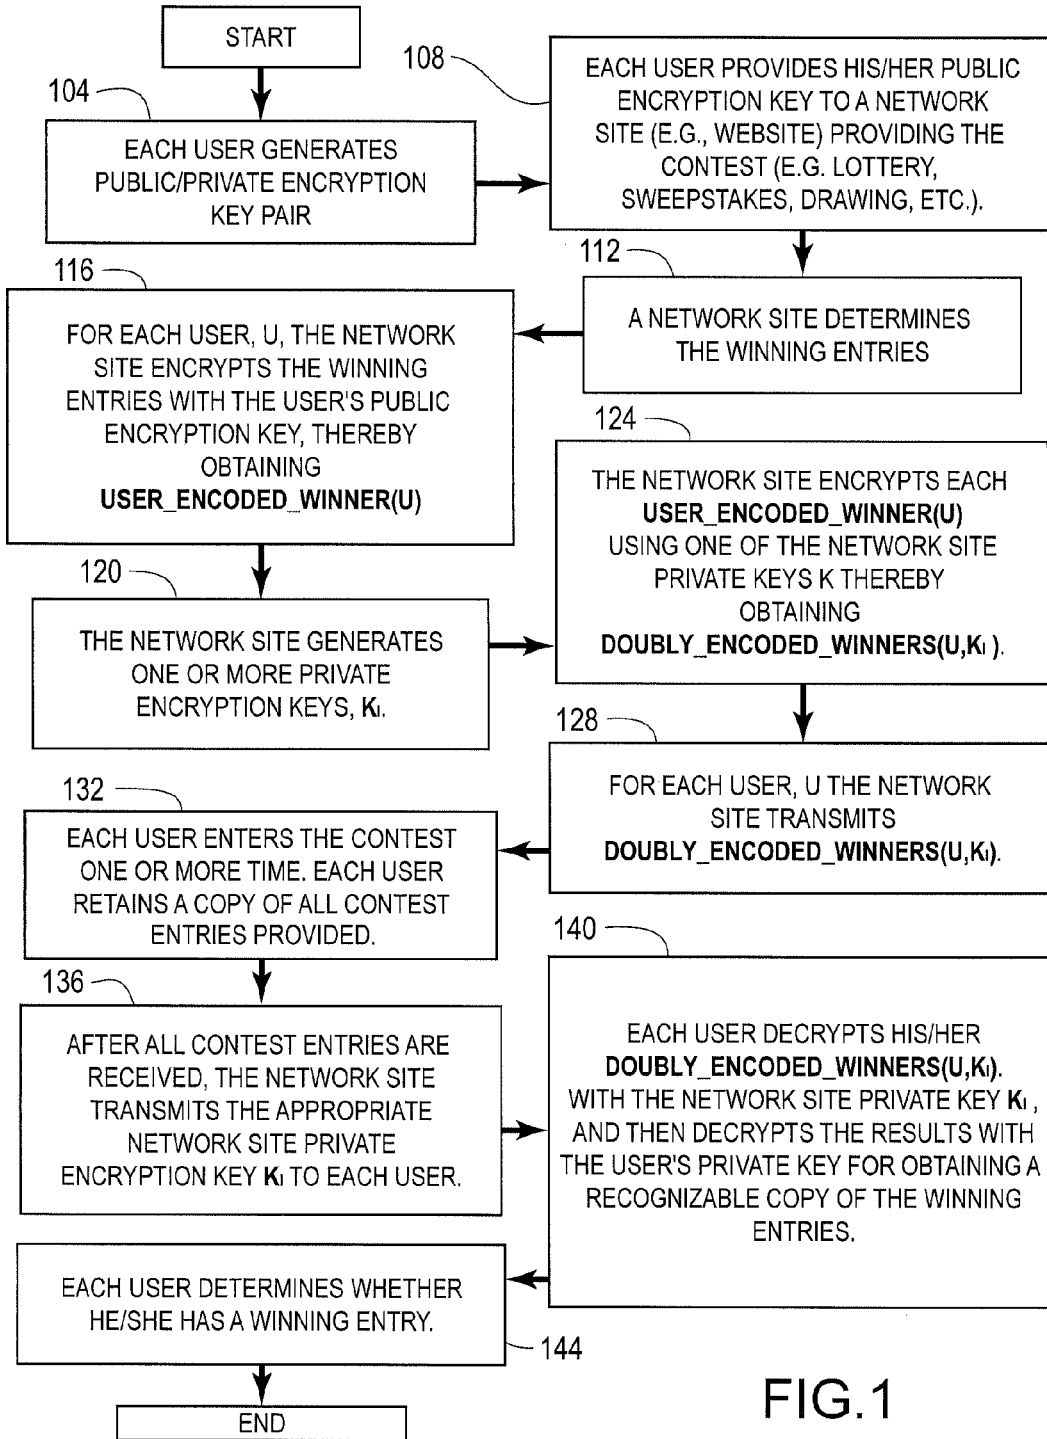 START
104
EACH USER GENERATES
PUBLIC/PRIVATE ENCRYPTION
KEY PAIR
108
EACH USER PROVIDES HIS/HER PUBLIC
ENCRYPTION KEY TO A NETWORK
SITE (E.G., WEBSITE) PROVIDING THE
CONTEST (E.G. LOTTERY,
SWEEPSTAKES, DRAWING, ETC.).
112
A NETWORK SITE DETERMINES
THE WINNING ENTRIES
116
FOR EACH USER, U, THE NETWORK
SITE ENCRYPTS THE WINNING
ENTRIES WITH THE USER'S PUBLIC
ENCRYPTION KEY, THEREBY
OBTAINING
USER_ENCODED_WINNER(U)
120
THE NETWORK SITE GENERATES
ONE OR MORE PRIVATE
ENCRYPTION KEYS, KI.
124
THE NETWORK SITE ENCRYPTS EACH
USER_ENCODED_WINNER(U)
USING ONE OF THE NETWORK SITE
PRIVATE KEYS K THEREBY
OBTAINING
DOUBLY_ENCODED_WINNERS(U,KI ).
128
FOR EACH USER, U THE NETWORK
SITE TRANSMITS
DOUBLY_ENCODED_WINNERS(U,KI).
132
EACH USER ENTERS THE CONTEST
ONE OR MORE TIME. EACH USER
RETAINS A COPY OF ALL CONTEST
ENTRIES PROVIDED.
136
AFTER ALL CONTEST ENTRIES ARE
RECEIVED, THE NETWORK SITE
TRANSMITS THE APPROPRIATE
NETWORK SITE PRIVATE
ENCRYPTION KEY KI TO EACH USER.
140
EACH USER DECRYPTS HIS/HER
DOUBLY_ENCODED_WINNERS(U,KI).
WITH THE NETWORK SITE PRIVATE KEY KI ,
AND THEN DECRYPTS THE RESULTS WITH
THE USER'S PRIVATE KEY FOR OBTAINING A
RECOGNIZABLE COPY OF THE WINNING
ENTRIES.
EACH USER DETERMINES WHETHER
HE/SHE HAS A WINNING ENTRY.
144
END
FIG.1